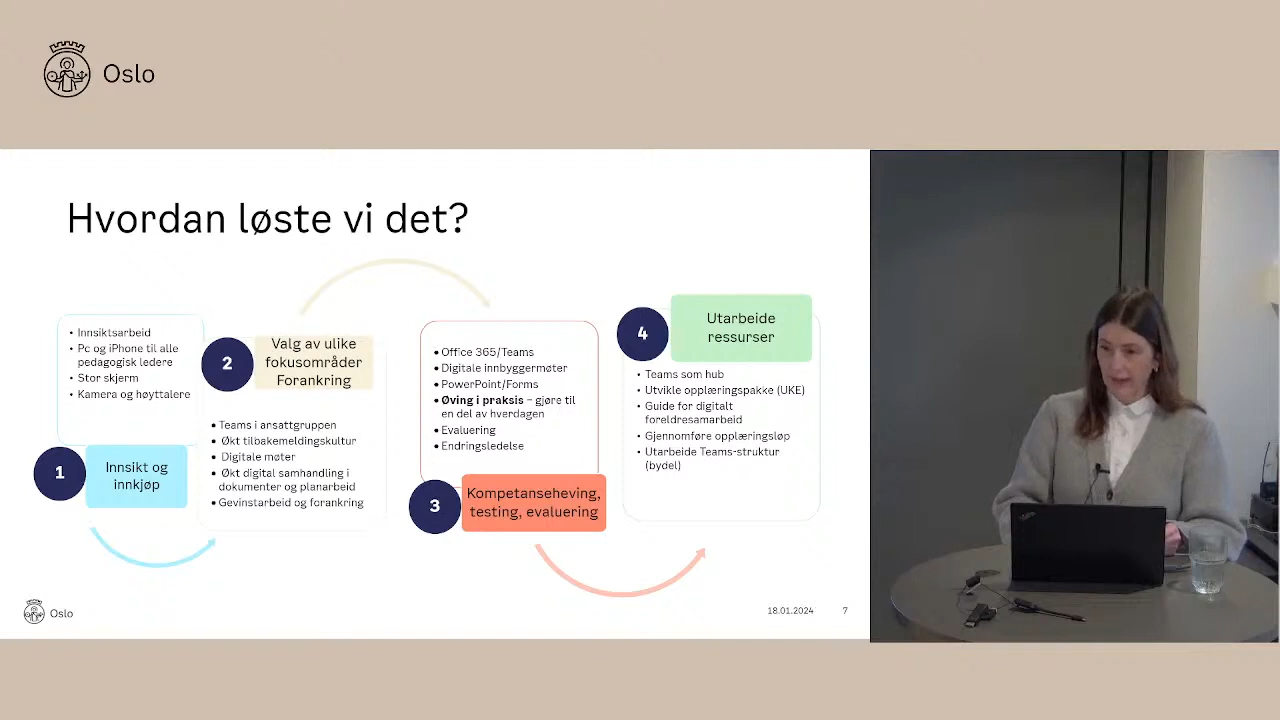 Oslo
Hvordan løste vi det?
• Innsiktsarbeid
• Pc og iPhone til alle
pedagogisk ledere
• Stor skjerm
• Kamera og høyttalere
1
Innsikt og
innkjøp
2
Valg av ulike
fokusområder
Forankring
• Teams i ansattgruppen
• Økt tilbakemeldingskultur
• Digitale møter
• Økt digital samhandling i
dokumenter og planarbeid
• Gevinstarbeid og forankring
• Office 365/Teams
• Digitale innbyggermøter
• PowerPoint/Forms
• Øving i praksis – gjøre til
en del av hverdagen
• Evaluering
• Endringsledelse
3
Kompetanseheving,
testing, evaluering
4
Utarbeide
ressurser
• Teams som hub
• Utvikle opplæringspakke (UKE)
• Guide for digitalt
foreldresamarbeid
• Gjennomføre opplæringsløp
• Utarbeide Teams-struktur
(bydel)
Oslo
18.01.2024
7